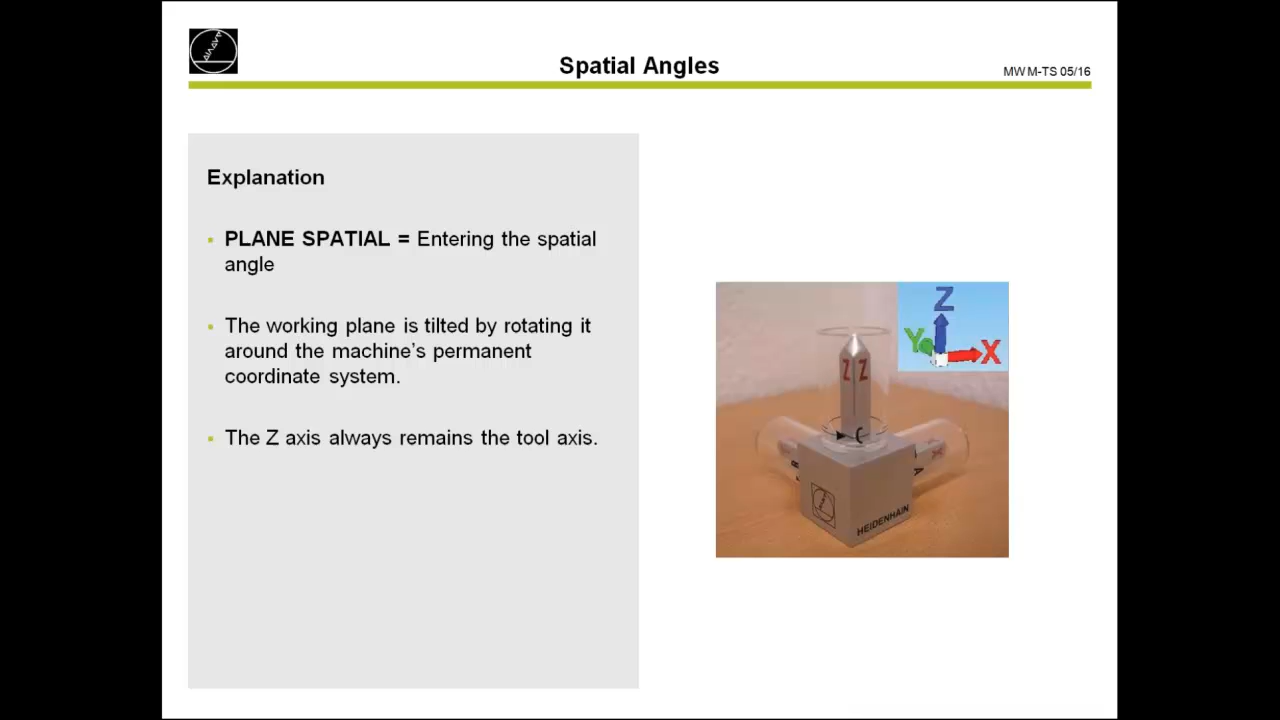 Spatial Angles
MWM-TS 05/16
Explanation
PLANE SPATIAL = Entering the spatial
angle
The working plane is tilted by rotating it
around the machine's permanent
coordinate system.
The Z axis always remains the tool axis.
Z
Y
X
Z Z
C
A
HEIDENHAIN